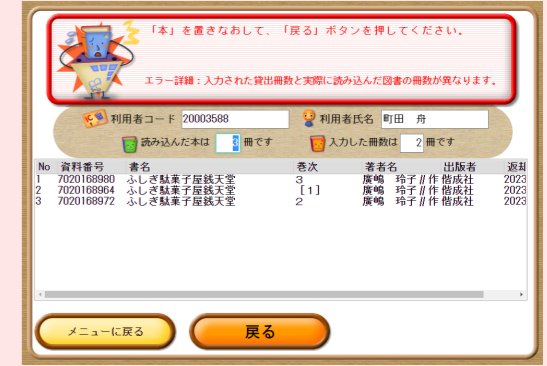 「本」を置きなおして、「戻る」ボタンを押してください。
エラー詳細：入力された貸出冊数と実際に読み込んだ図書の冊数が異なります。
利用者コード 20003588 利用者氏名 町田 舟
読み込んだ本は 3 冊です 入力した冊数は 2 冊です
No 資料番号 書名 巻次 著者名 出版者 返却
1 7020168980 ふしぎ駄菓子屋銭天堂 3 廣嶋 玲子∥作 偕成社 2023
2 7020168964 ふしぎ駄菓子屋銭天堂 [1] 廣嶋 玲子∥作 偕成社 2023
3 7020168972 ふしぎ駄菓子屋銭天堂 2 廣嶋 玲子∥作 偕成社 2023
メニューに戻る 戻る